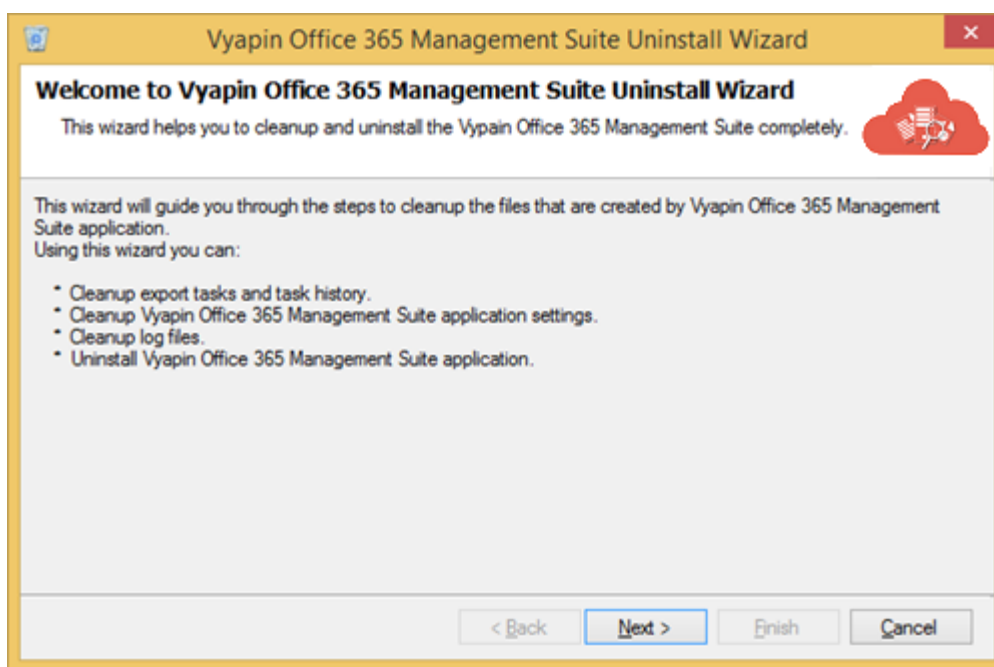 Vyapin Office 365 Management Suite Uninstall Wizard
Welcome to Vyapin Office 365 Management Suite Uninstall Wizard
This wizard helps you to cleanup and uninstall the Vypain Office 365 Management Suite completely.
This wizard will guide you through the steps to cleanup the files that are created by Vyapin Office 365 Management
Suite application.
Using this wizard you can:
* Cleanup export tasks and task history.
* Cleanup Vyapin Office 365 Management Suite application settings.
* Cleanup log files.
* Uninstall Vyapin Office 365 Management Suite application.
< Back Next > Finish Cancel